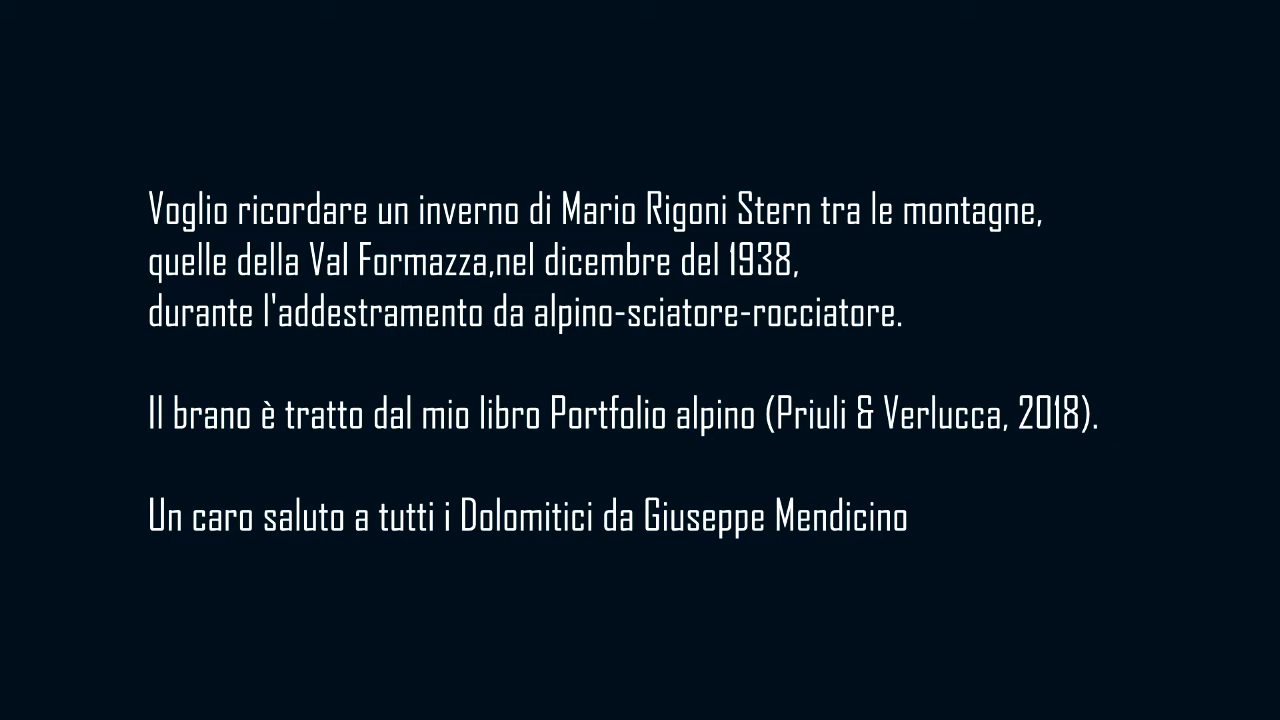 Voglio ricordare un inverno di Mario Rigoni Stern tra le montagne,
quelle della Val Formazza,nel dicembre del 1938,
durante l'addestramento da alpino-sciatore-rocciatore.
Il brano è tratto dal mio libro Portfolio alpino (Priuli & Verlucca, 2018).
Un caro saluto a tutti i Dolomitici da Giuseppe Mendicino